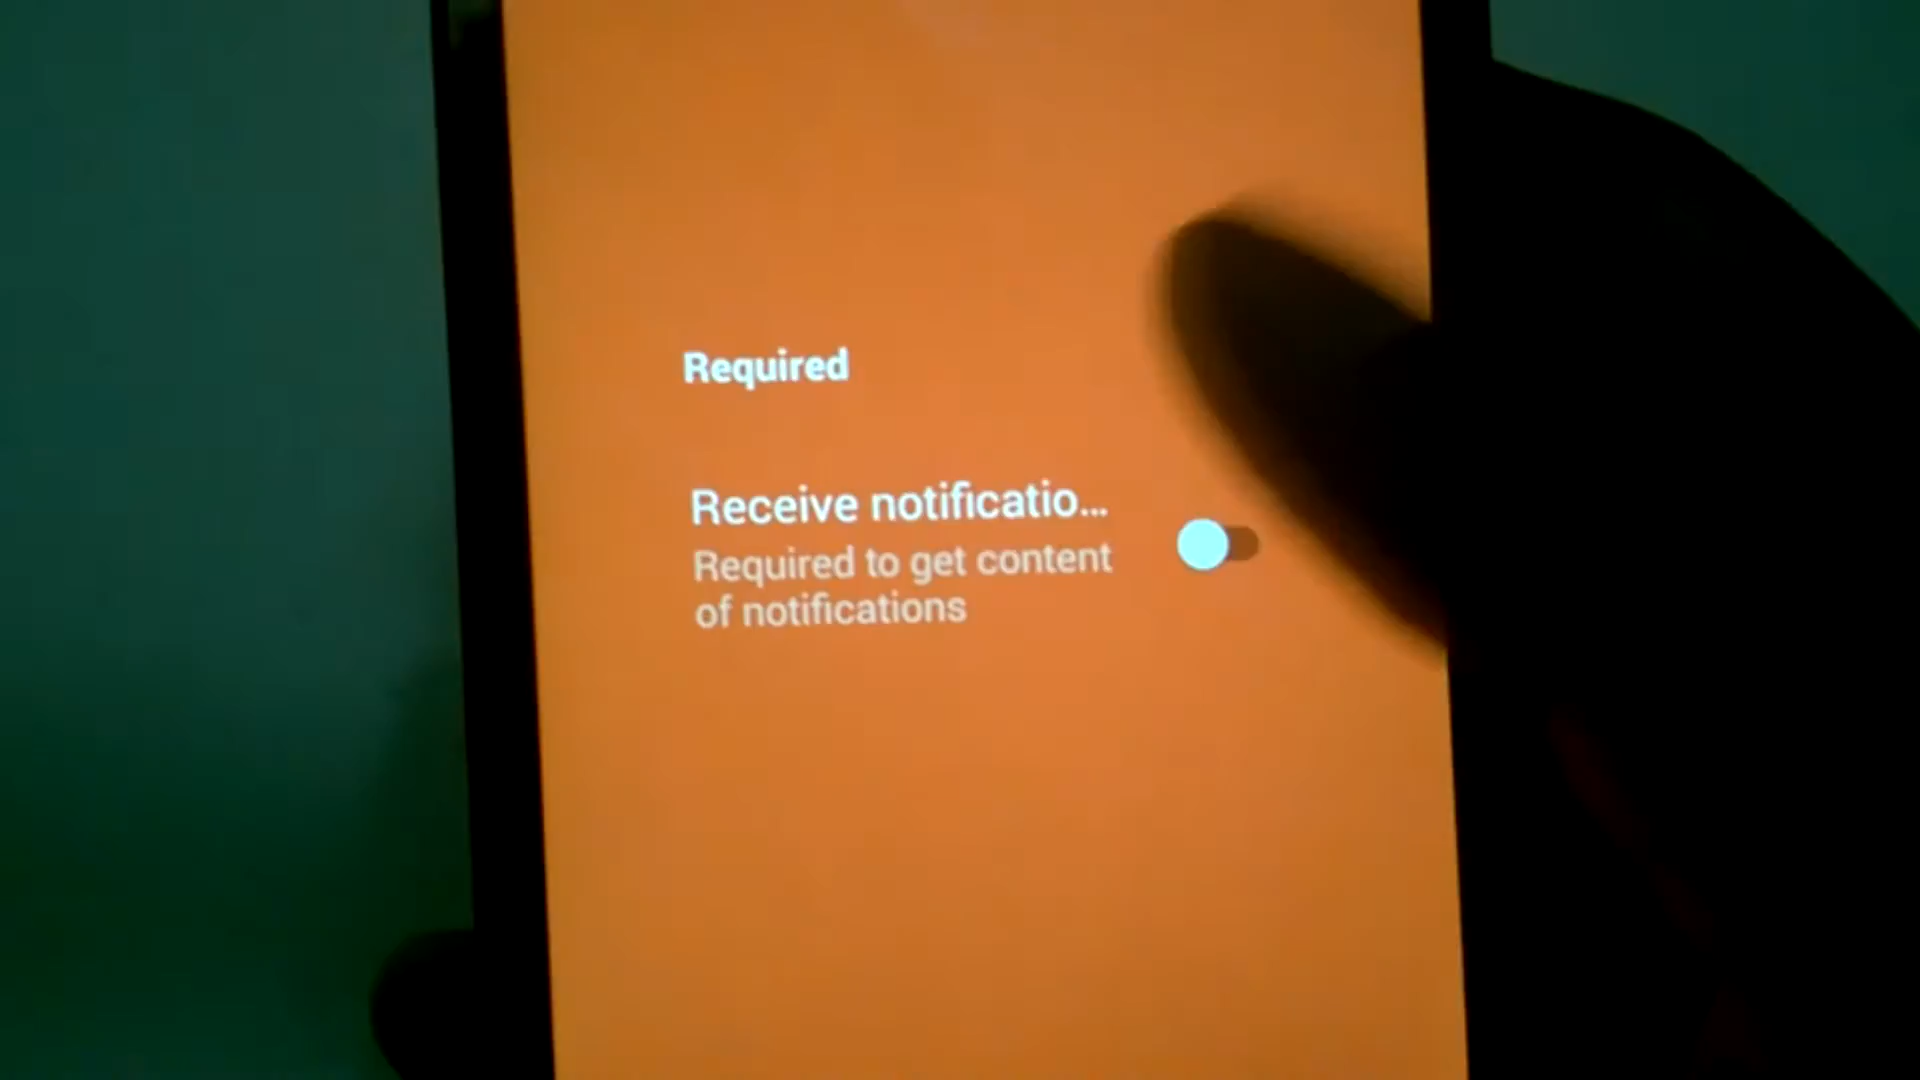 Required
Receive notificatio...
Required to get content
of notifications